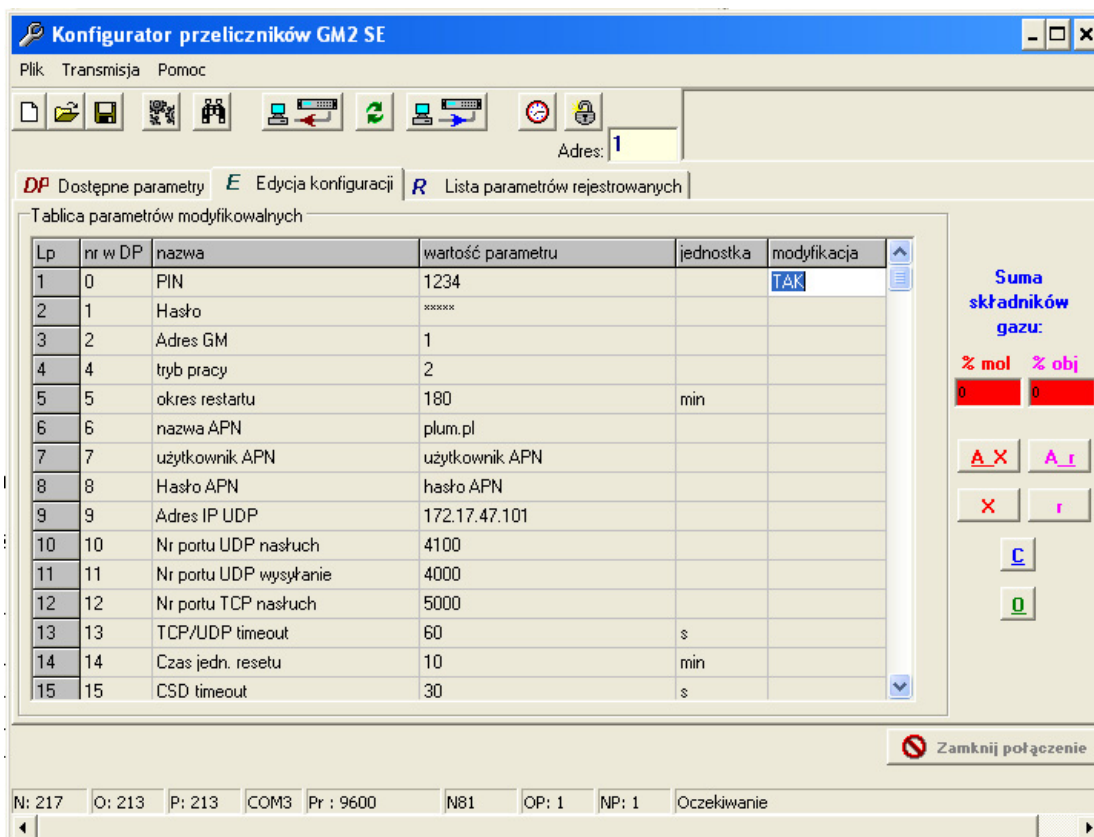 Konfigurator przeliczników GM2 SE
Plik Transmisja Pomoc
Adres: 1
DP Dostępne parametry E Edycja konfiguracji R Lista parametrów rejestrowanych
Tablica parametrów modyfikowalnych
Lp nr w DP nazwa wartość parametru jednostka modyfikacja
1 0 PIN 1234 TAK
2 1 Hasło *****
3 2 Adres GM 1
4 4 tryb pracy 2
5 5 okres restartu 180 min
6 6 nazwa APN plum.pl
7 7 użytkownik APN użytkownik APN
8 8 Hasło APN hasło APN
9 9 Adres IP UDP 172.17.47.101
10 10 Nr portu UDP nasłuch 4100
11 11 Nr portu UDP wysyłanie 4000
12 12 Nr portu TCP nasłuch 5000
13 13 TCP/UDP timeout 60 s
14 14 Czas jedn. resetu 10 min
15 15 CSD timeout 30 s
Suma
składników
gazu:
% mol % obj
0 0
A_X A_r
X r
C
O
Zamknij połączenie
N: 217 O: 213 P: 213 COM3 Pr : 9600 N81 OP: 1 NP: 1 Oczekiwanie